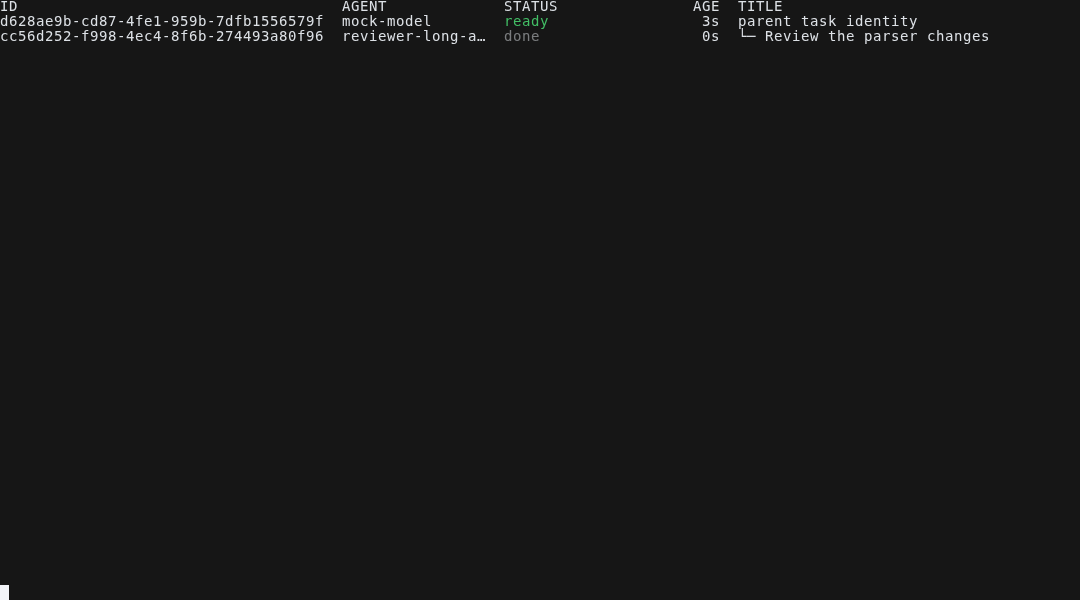 ID                                    AGENT             STATUS               AGE  TITLE
d628ae9b-cd87-4fe1-959b-7dfb1556579f  mock-model        ready                 3s  parent task identity
cc56d252-f998-4ec4-8f6b-274493a80f96  reviewer-long-a…  done                  0s  └─ Review the parser changes